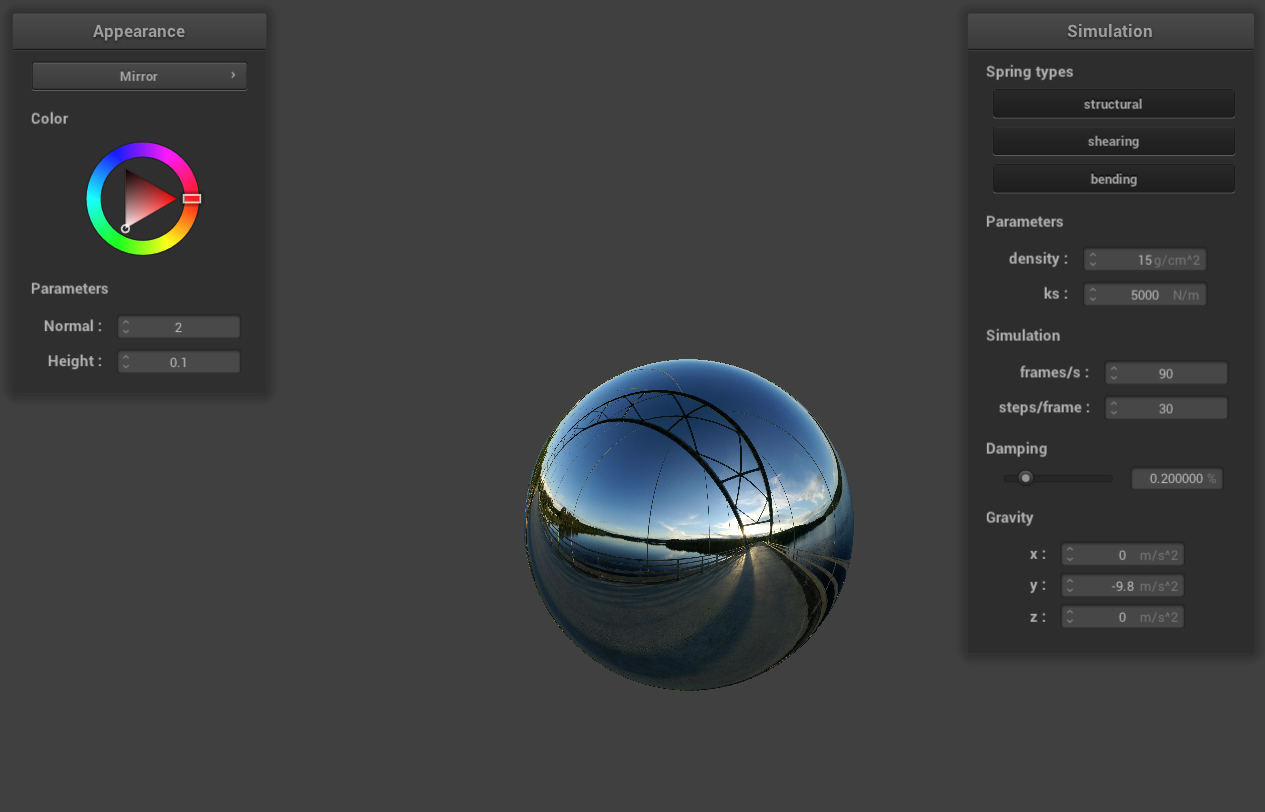 Appearance
Mirror
Color
Parameters
Normal : 2
Height : 0.1
Simulation
Spring types
structural
shearing
bending
Parameters
density : 15 g/cm^2
ks : 5000 N/m
Simulation
frames/s : 90
steps/frame : 30
Damping
0.200000 %
Gravity
x : 0 m/s^2
y : -9.8 m/s^2
z : 0 m/s^2